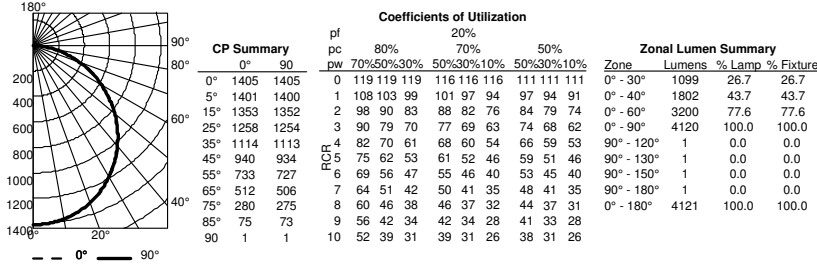 180°
90°
80°
60°
40°
20°
0°
200
400
600
800
1000
1200
1400
0° 90°
CP Summary
0° 90
0° 1405 1405
5° 1401 1400
15° 1353 1352
25° 1258 1254
35° 1114 1113
45° 940 934
55° 733 727
65° 512 506
75° 280 275
85° 75 73
90 1 1
Coefficients of Utilization
pf 20%
pc 80% 70% 50%
pw 70%50%30% 50%30%10% 50%30%10%
RCR
0 119 119 119 116 116 116 111 111 111
1 108 103 99 101 97 94 97 94 91
2 98 90 83 88 82 76 84 79 74
3 90 79 70 77 69 63 74 68 62
4 82 70 61 68 60 54 66 59 53
5 75 62 53 61 52 46 59 51 46
6 69 56 47 55 46 40 53 45 40
7 64 51 42 50 41 35 48 41 35
8 60 46 38 46 37 32 44 37 31
9 56 42 34 42 34 28 41 33 28
10 52 39 31 39 31 26 38 31 26
Zonal Lumen Summary
Zone Lumens % Lamp % Fixture
0° - 30° 1099 26.7 26.7
0° - 40° 1802 43.7 43.7
0° - 60° 3200 77.6 77.6
0° - 90° 4120 100.0 100.0
90° - 120° 1 0.0 0.0
90° - 130° 1 0.0 0.0
90° - 150° 1 0.0 0.0
90° - 180° 1 0.0 0.0
0° - 180° 4121 100.0 100.0